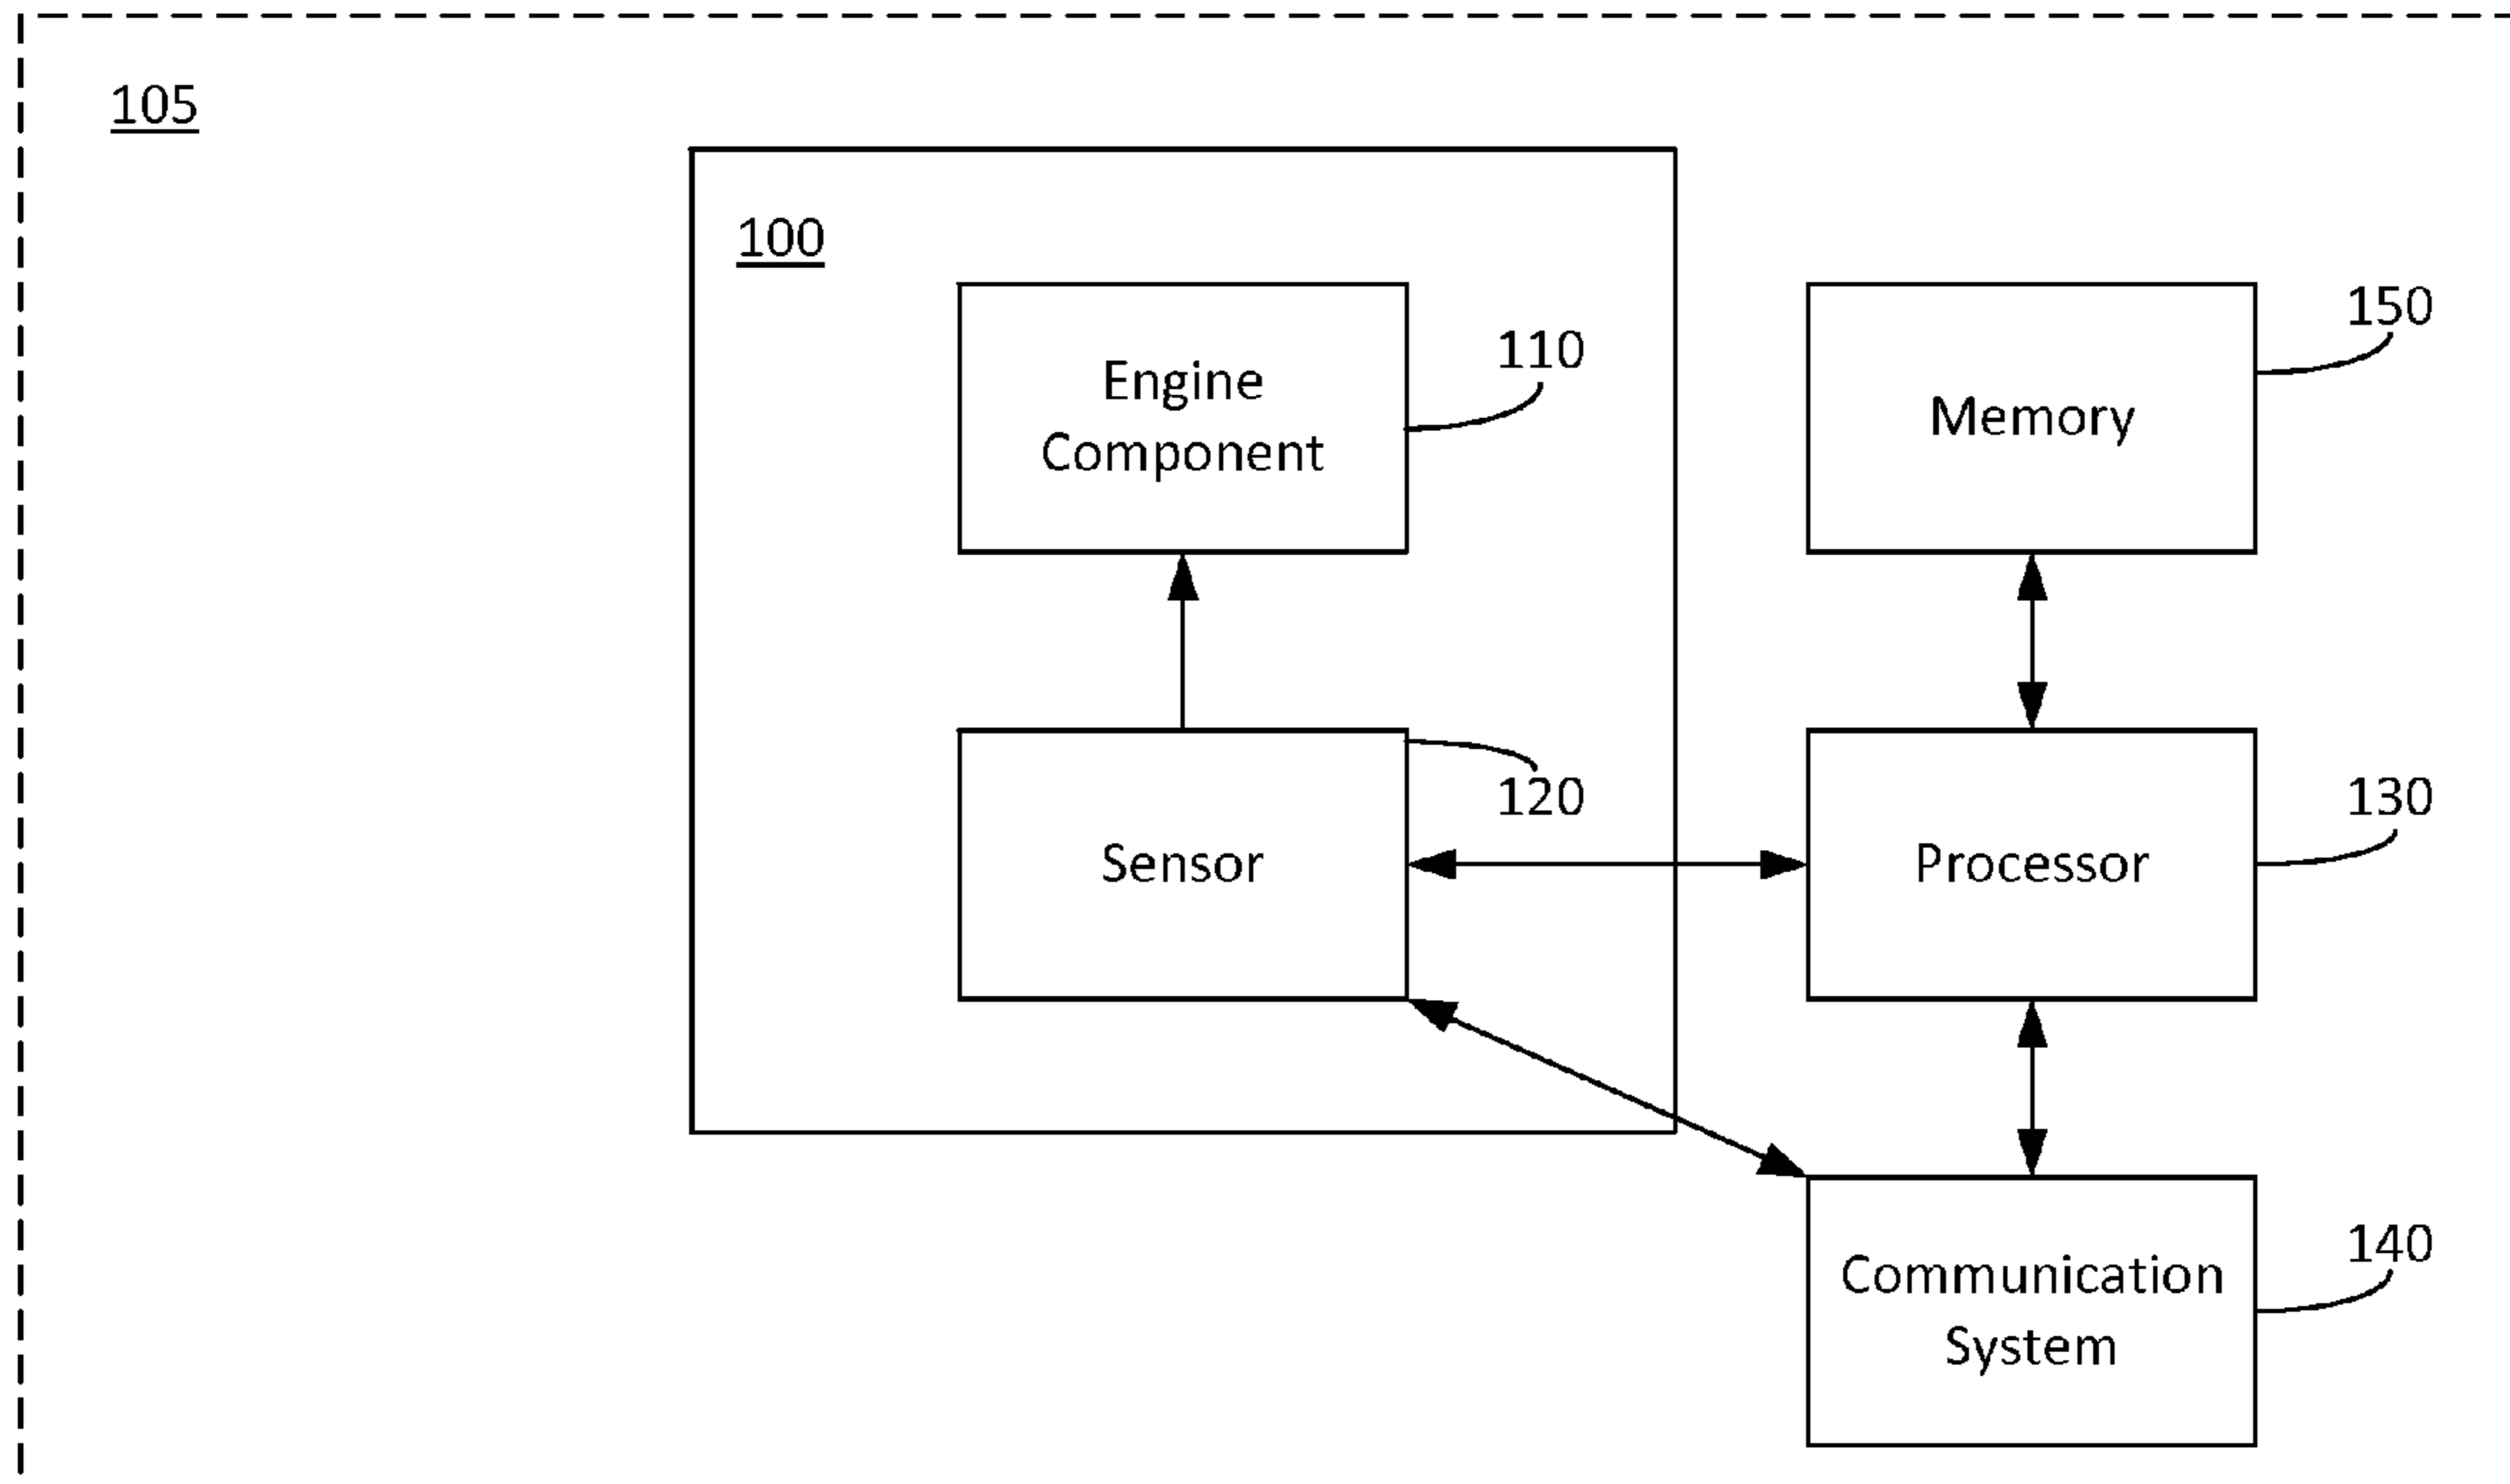 105
100
Engine
Component
110
Memory
150
Sensor
120
Processor
130
Communication
System
140